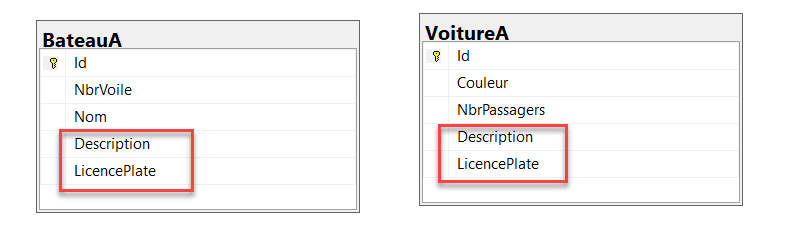 BateauA
Id
NbrVoile
Nom
Description
LicencePlate
VoitureA
Id
Couleur
NbrPassagers
Description
LicencePlate